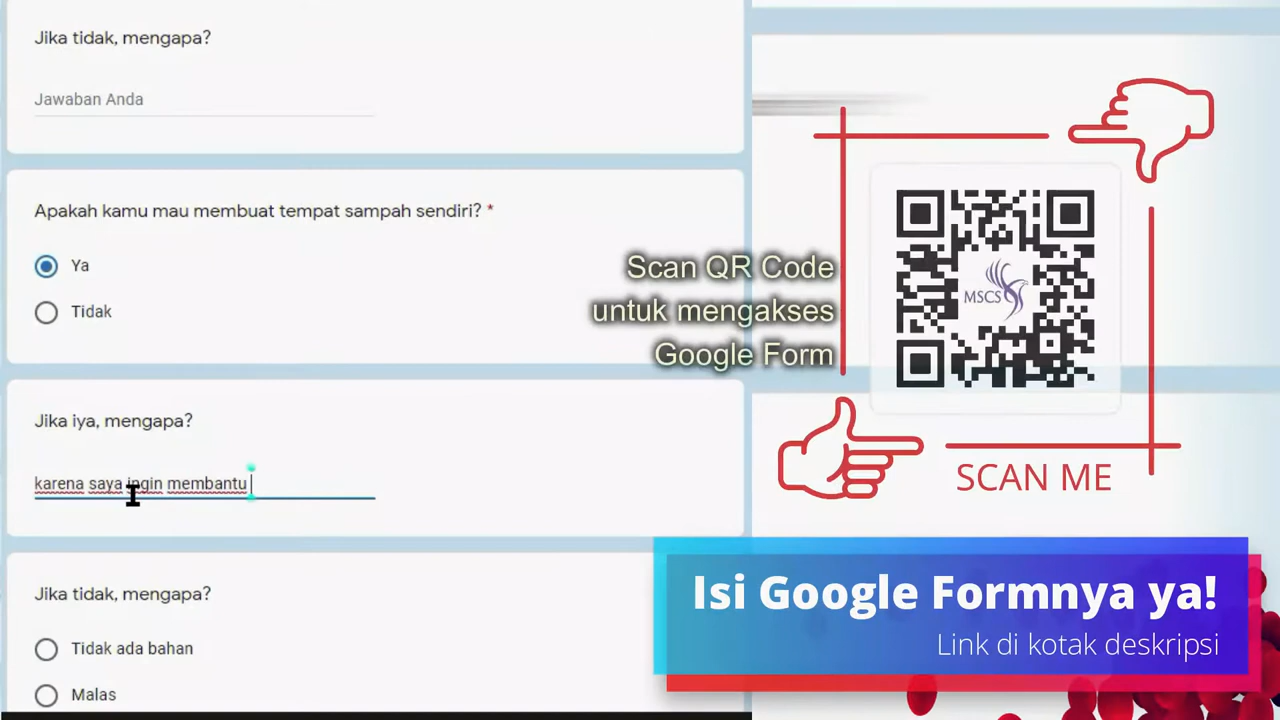 Jika tidak, mengapa?
Jawaban Anda
Apakah kamu mau membuat tempat sampah sendiri? *
Ya
Tidak
Jika iya, mengapa?
karena saya ingin membantu
Jika tidak, mengapa?
Tidak ada bahan
Malas
Scan QR Code
untuk mengakses
Google Form
MSCS
SCAN ME
Isi Google Formnya ya!
Link di kotak deskripsi